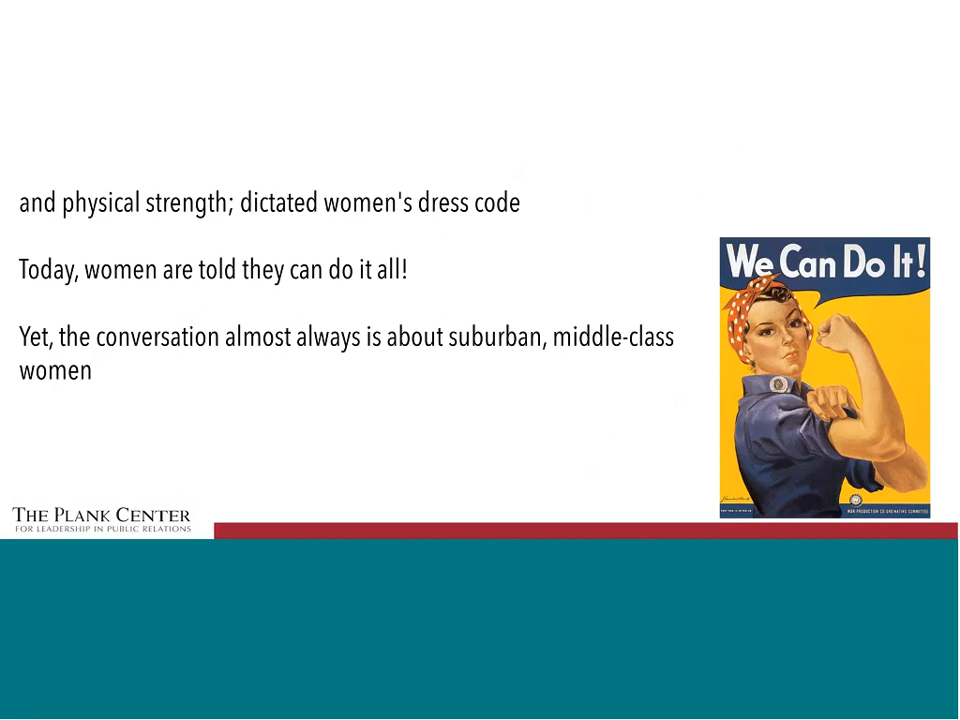 and physical strength; dictated women's dress code
Today, women are told they can do it all!
Yet, the conversation almost always is about suburban, middle-class
women
We Can Do It!
WAR PRODUCTION CO-ORDINATING COMMITTEE
THE PLANK CENTER
FOR LEADERSHIP IN PUBLIC RELATIONS